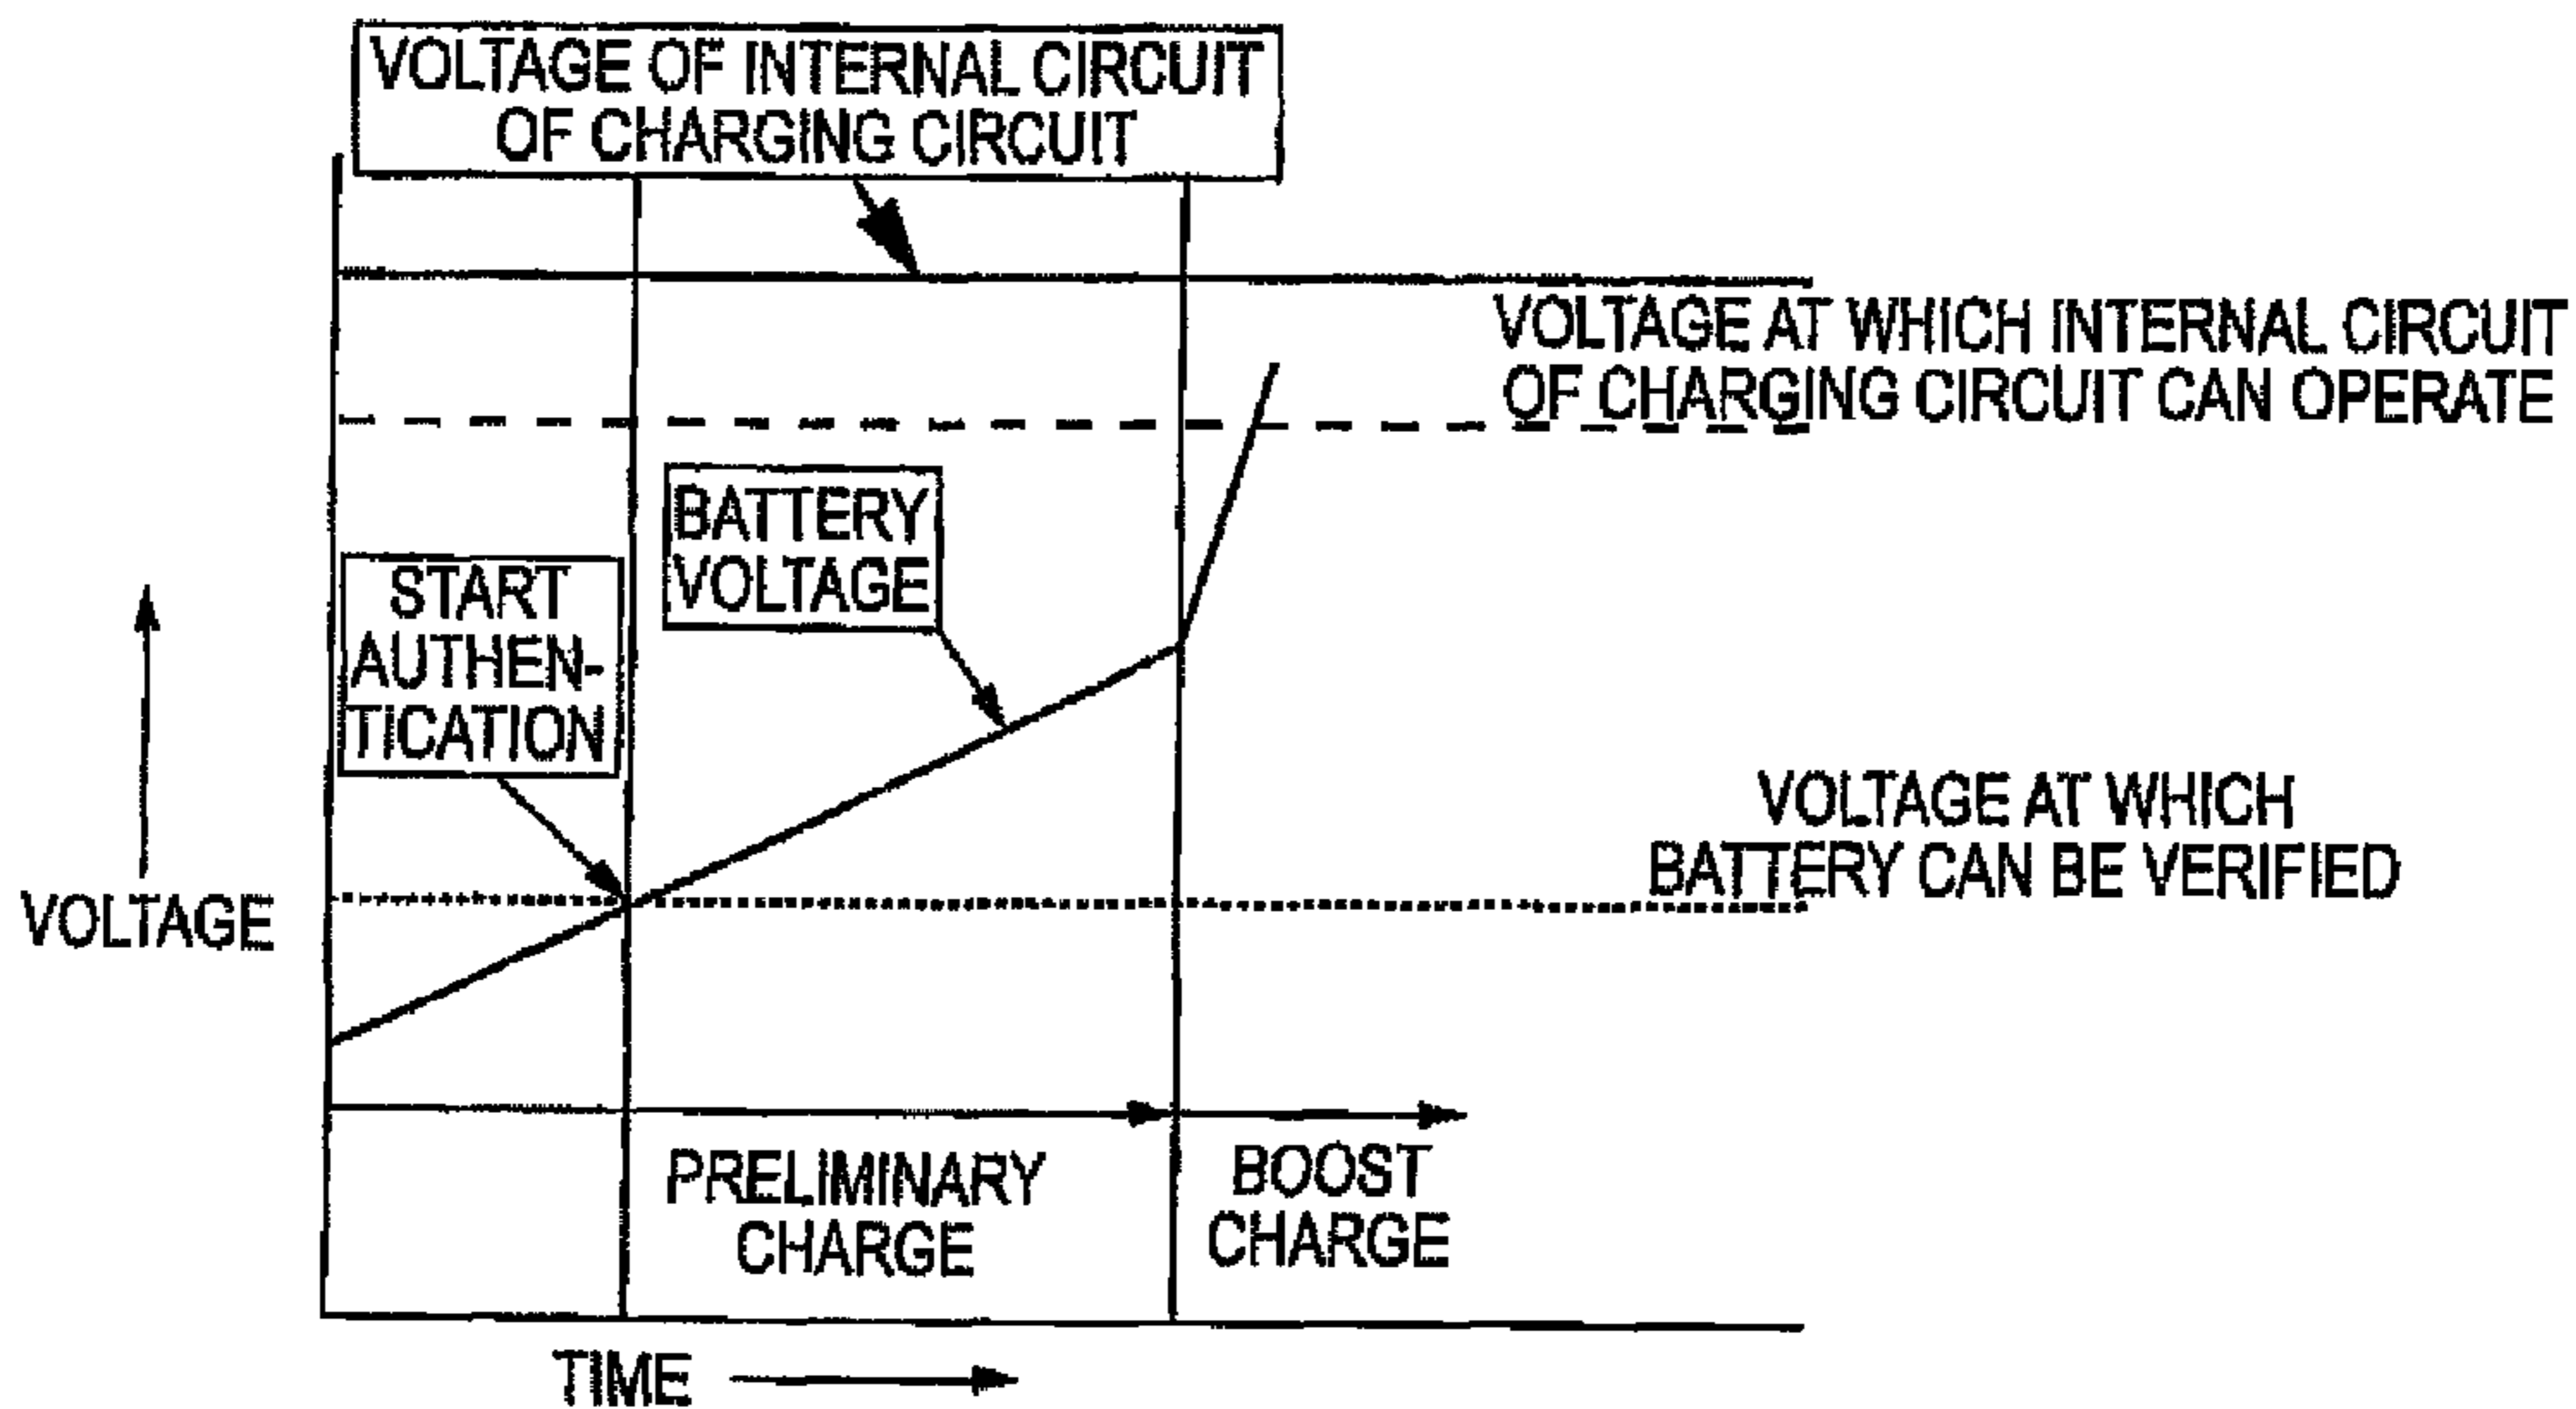 VOLTAGE OF INTERNAL CIRCUIT
OF CHARGING CIRCUIT
VOLTAGE AT WHICH INTERNAL CIRCUIT
OF CHARGING CIRCUIT CAN OPERATE
BATTERY
VOLTAGE
START
AUTHEN-
TICATION
VOLTAGE AT WHICH
BATTERY CAN BE VERIFIED
VOLTAGE
PRELIMINARY
CHARGE
BOOST
CHARGE
TIME